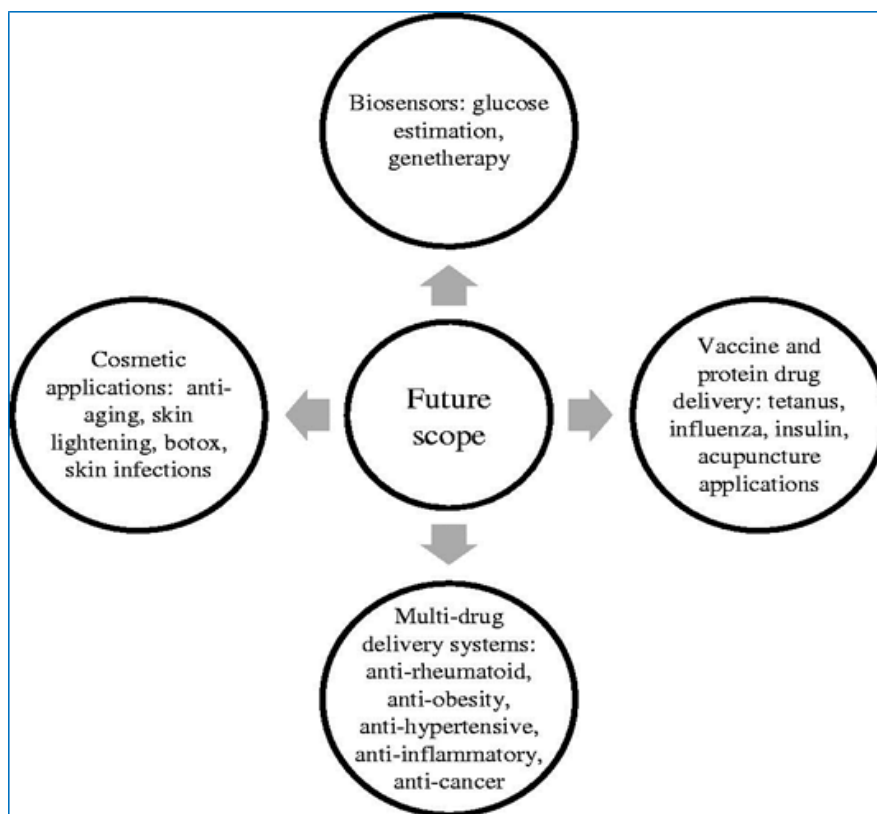 Biosensors: glucose
estimation,
genetherapy
Cosmetic
applications: anti-
aging, skin
lightening, botox,
skin infections
Future
scope
Vaccine and
protein drug
delivery: tetanus,
influenza, insulin,
acupuncture
applications
Multi-drug
delivery systems:
anti-rheumatoid,
anti-obesity,
anti-hypertensive,
anti-inflammatory,
anti-cancer